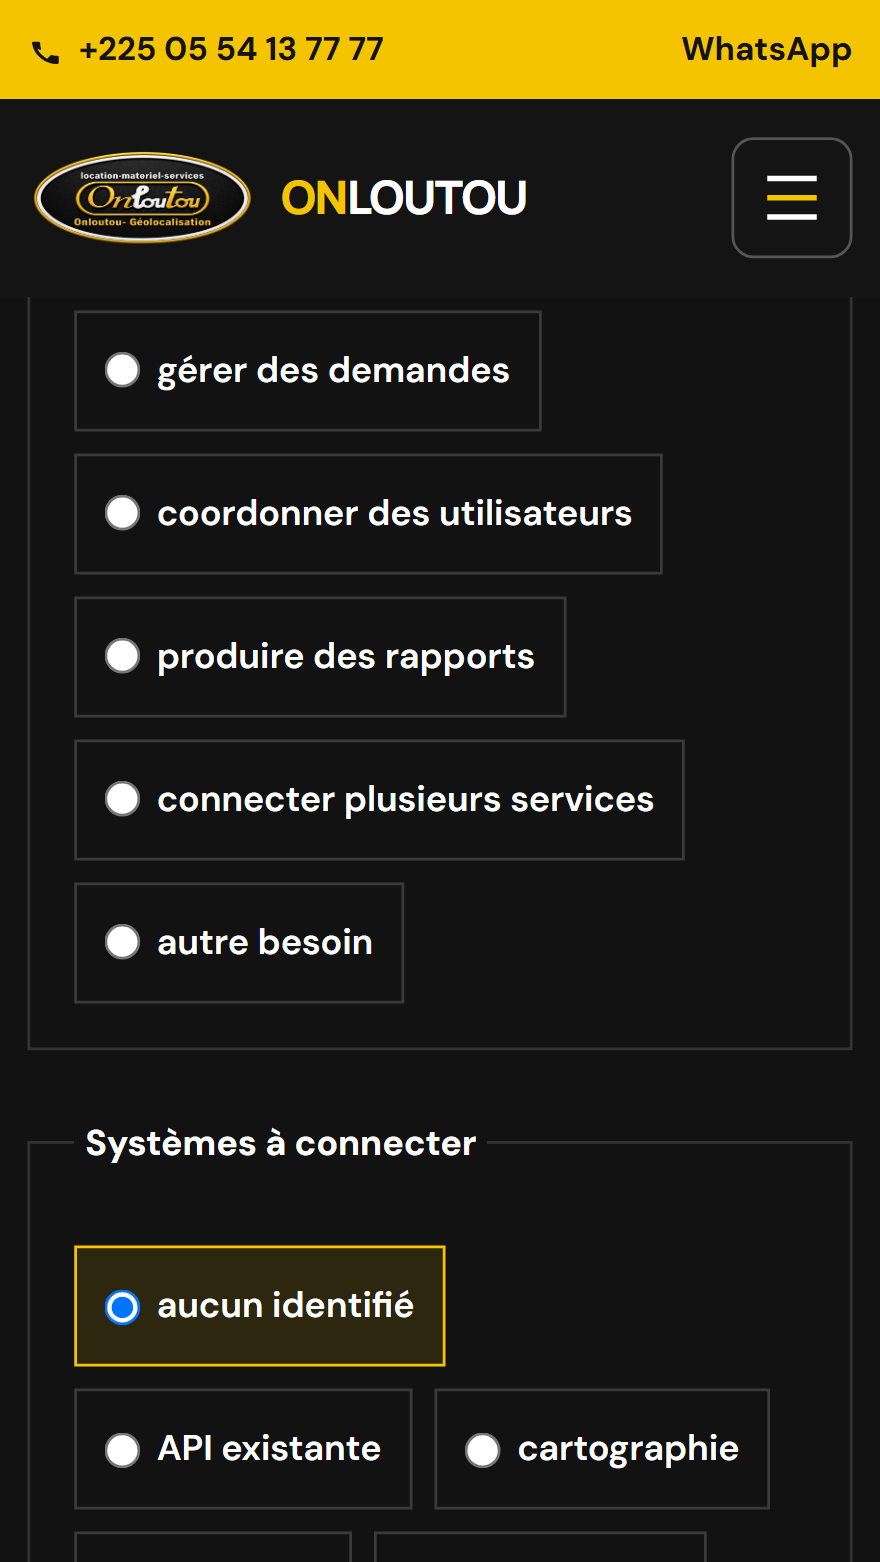 +225 05 54 13 77 77
WhatsApp
location-materiel-services
Onloutou
Onloutou- Géolocalisation
ONLOUTOU
gérer des demandes
coordonner des utilisateurs
produire des rapports
connecter plusieurs services
autre besoin
Systèmes à connecter
aucun identifié
API existante
cartographie